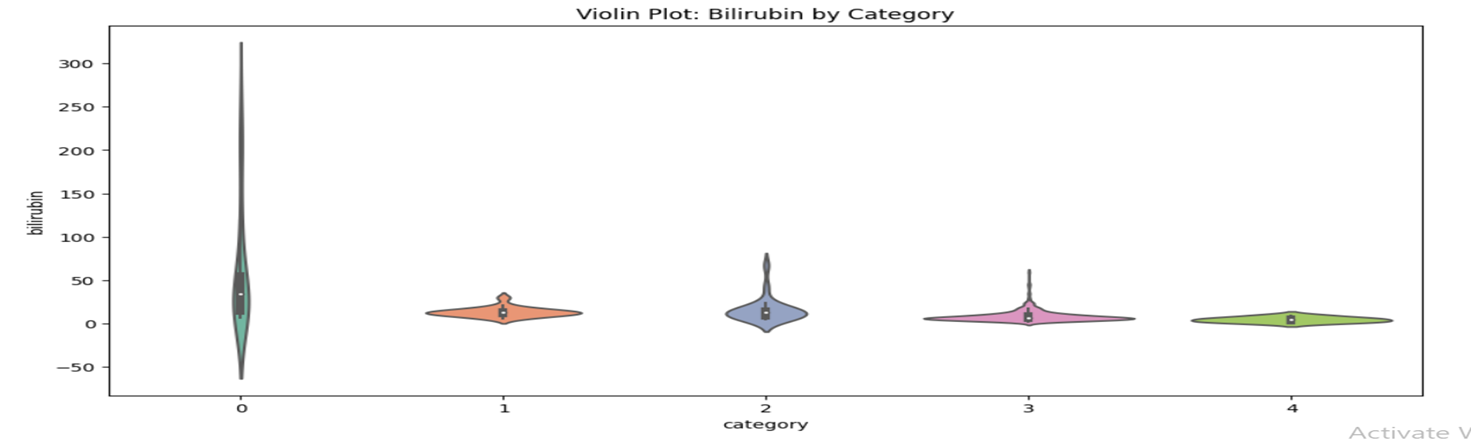 Violin Plot: Bilirubin by Category
bilirubin
300
250
200
150
100
50
0
−50
0 1 2 3 4
category
Activate